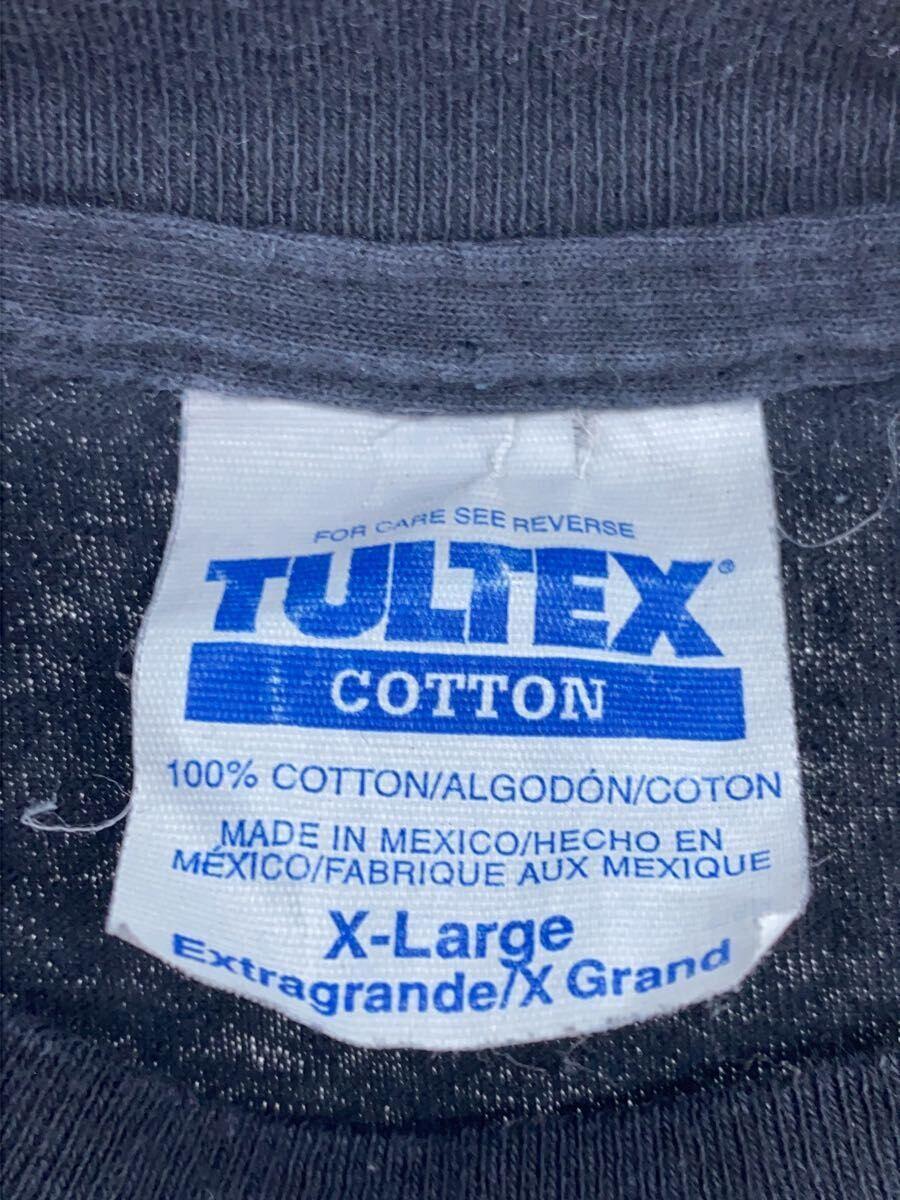 FOR CARE SEE REVERSE
TULTEX®
COTTON
100% COTTON/ALGODÓN/COTON
MADE IN MEXICO/HECHO EN
MÉXICO/FABRIQUE AUX MEXIQUE
X-Large
Extragrande/X Grand